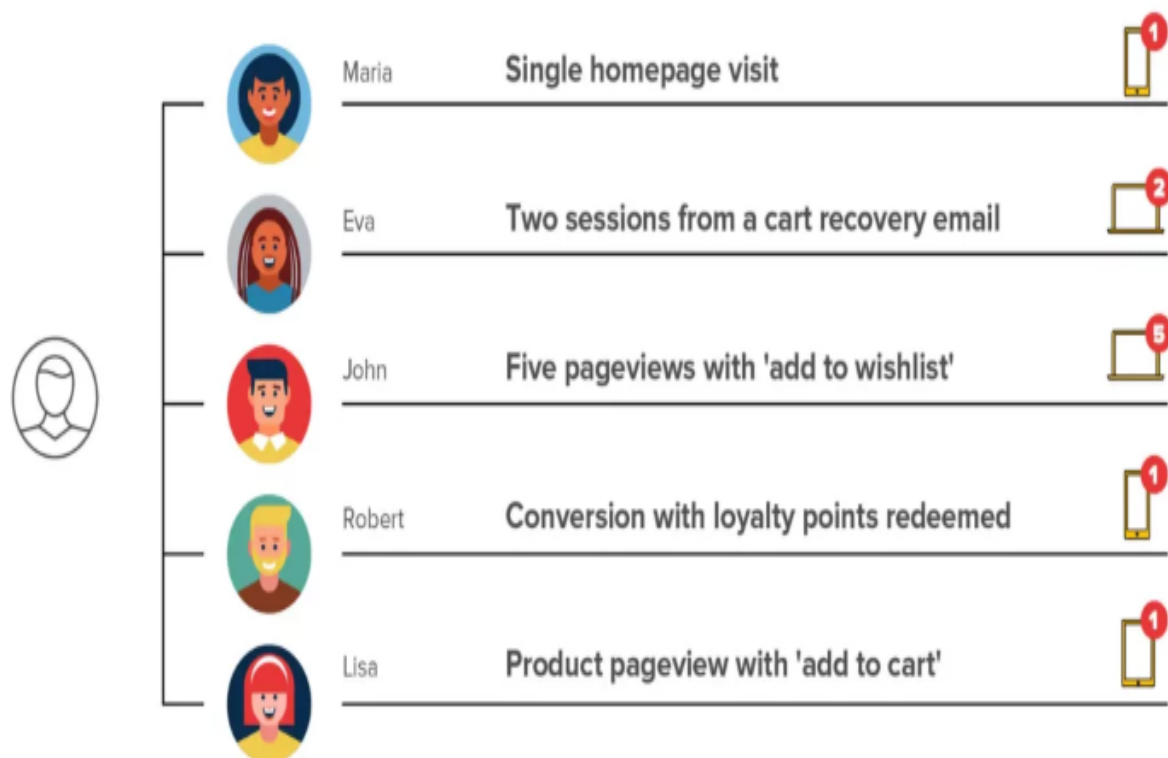 Maria Single homepage visit 1
Eva Two sessions from a cart recovery email 2
John Five pageviews with 'add to wishlist' 5
Robert Conversion with loyalty points redeemed 1
Lisa Product pageview with 'add to cart' 1